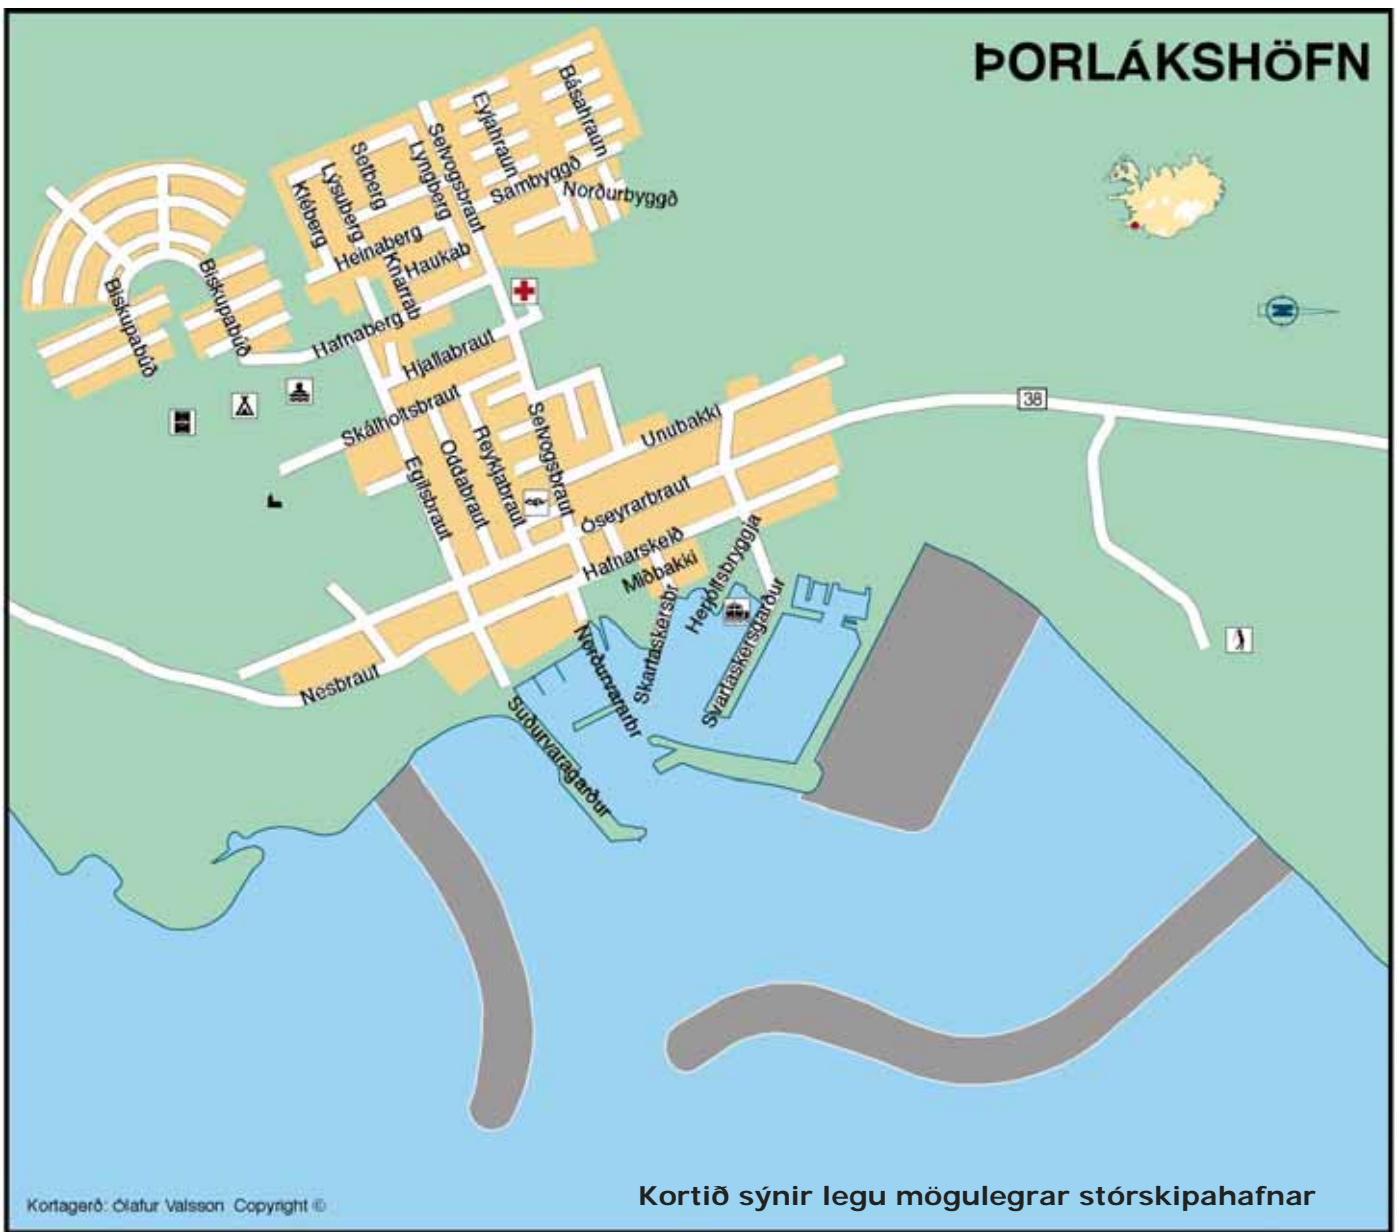 ÞORLÁKSHÖFN
Básahraun
Eyjahraun
Selvogsbraut
Lyngberg
Setberg
Lýsuberg
Kléberg
Sambyggð
Norðurbyggð
Heinaberg
Haukab
Knarrab
Biskupabúð
Biskupabúð
Hafnaberg
Hjallabraut
Skálholtsbraut
38
Selvogsbraut
Unubakki
Reykjabraut
Oddabraut
Egilsbraut
Óseyrarbraut
Hafnarskeið
Miðbakki
Herjólfsbryggja
Skartaskersbr
Svartaskersgarður
Norðurvararbr
Nesbraut
Suðurvaragarður
Kortið sýnir legu mögulegrar stórskipahafnar
Kortagerð: Ólafur Valsson Copyright ©